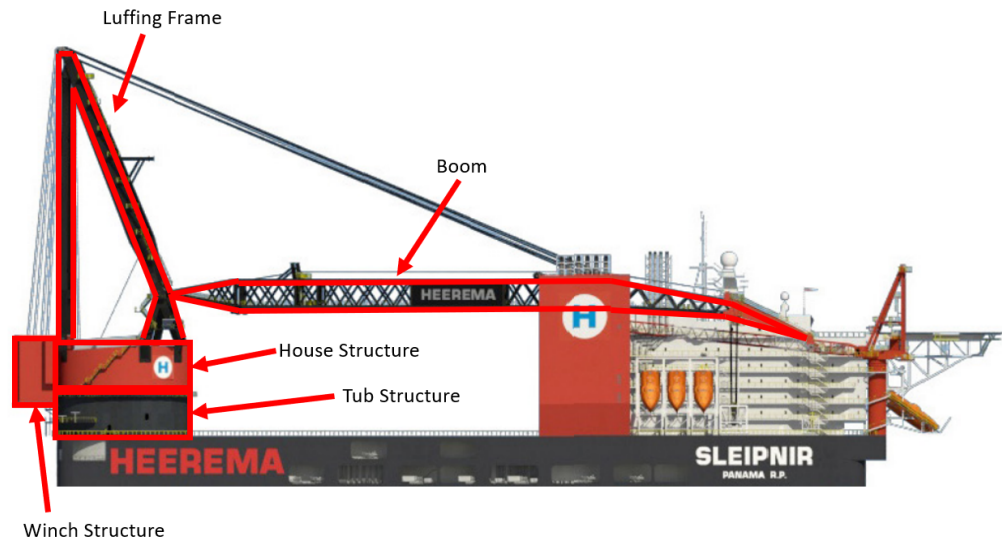 Luffing Frame
Boom
HEEREMA
H
House Structure
H
Tub Structure
HEEREMA
SLEIPNIR
PANAMA R.P.
Winch Structure